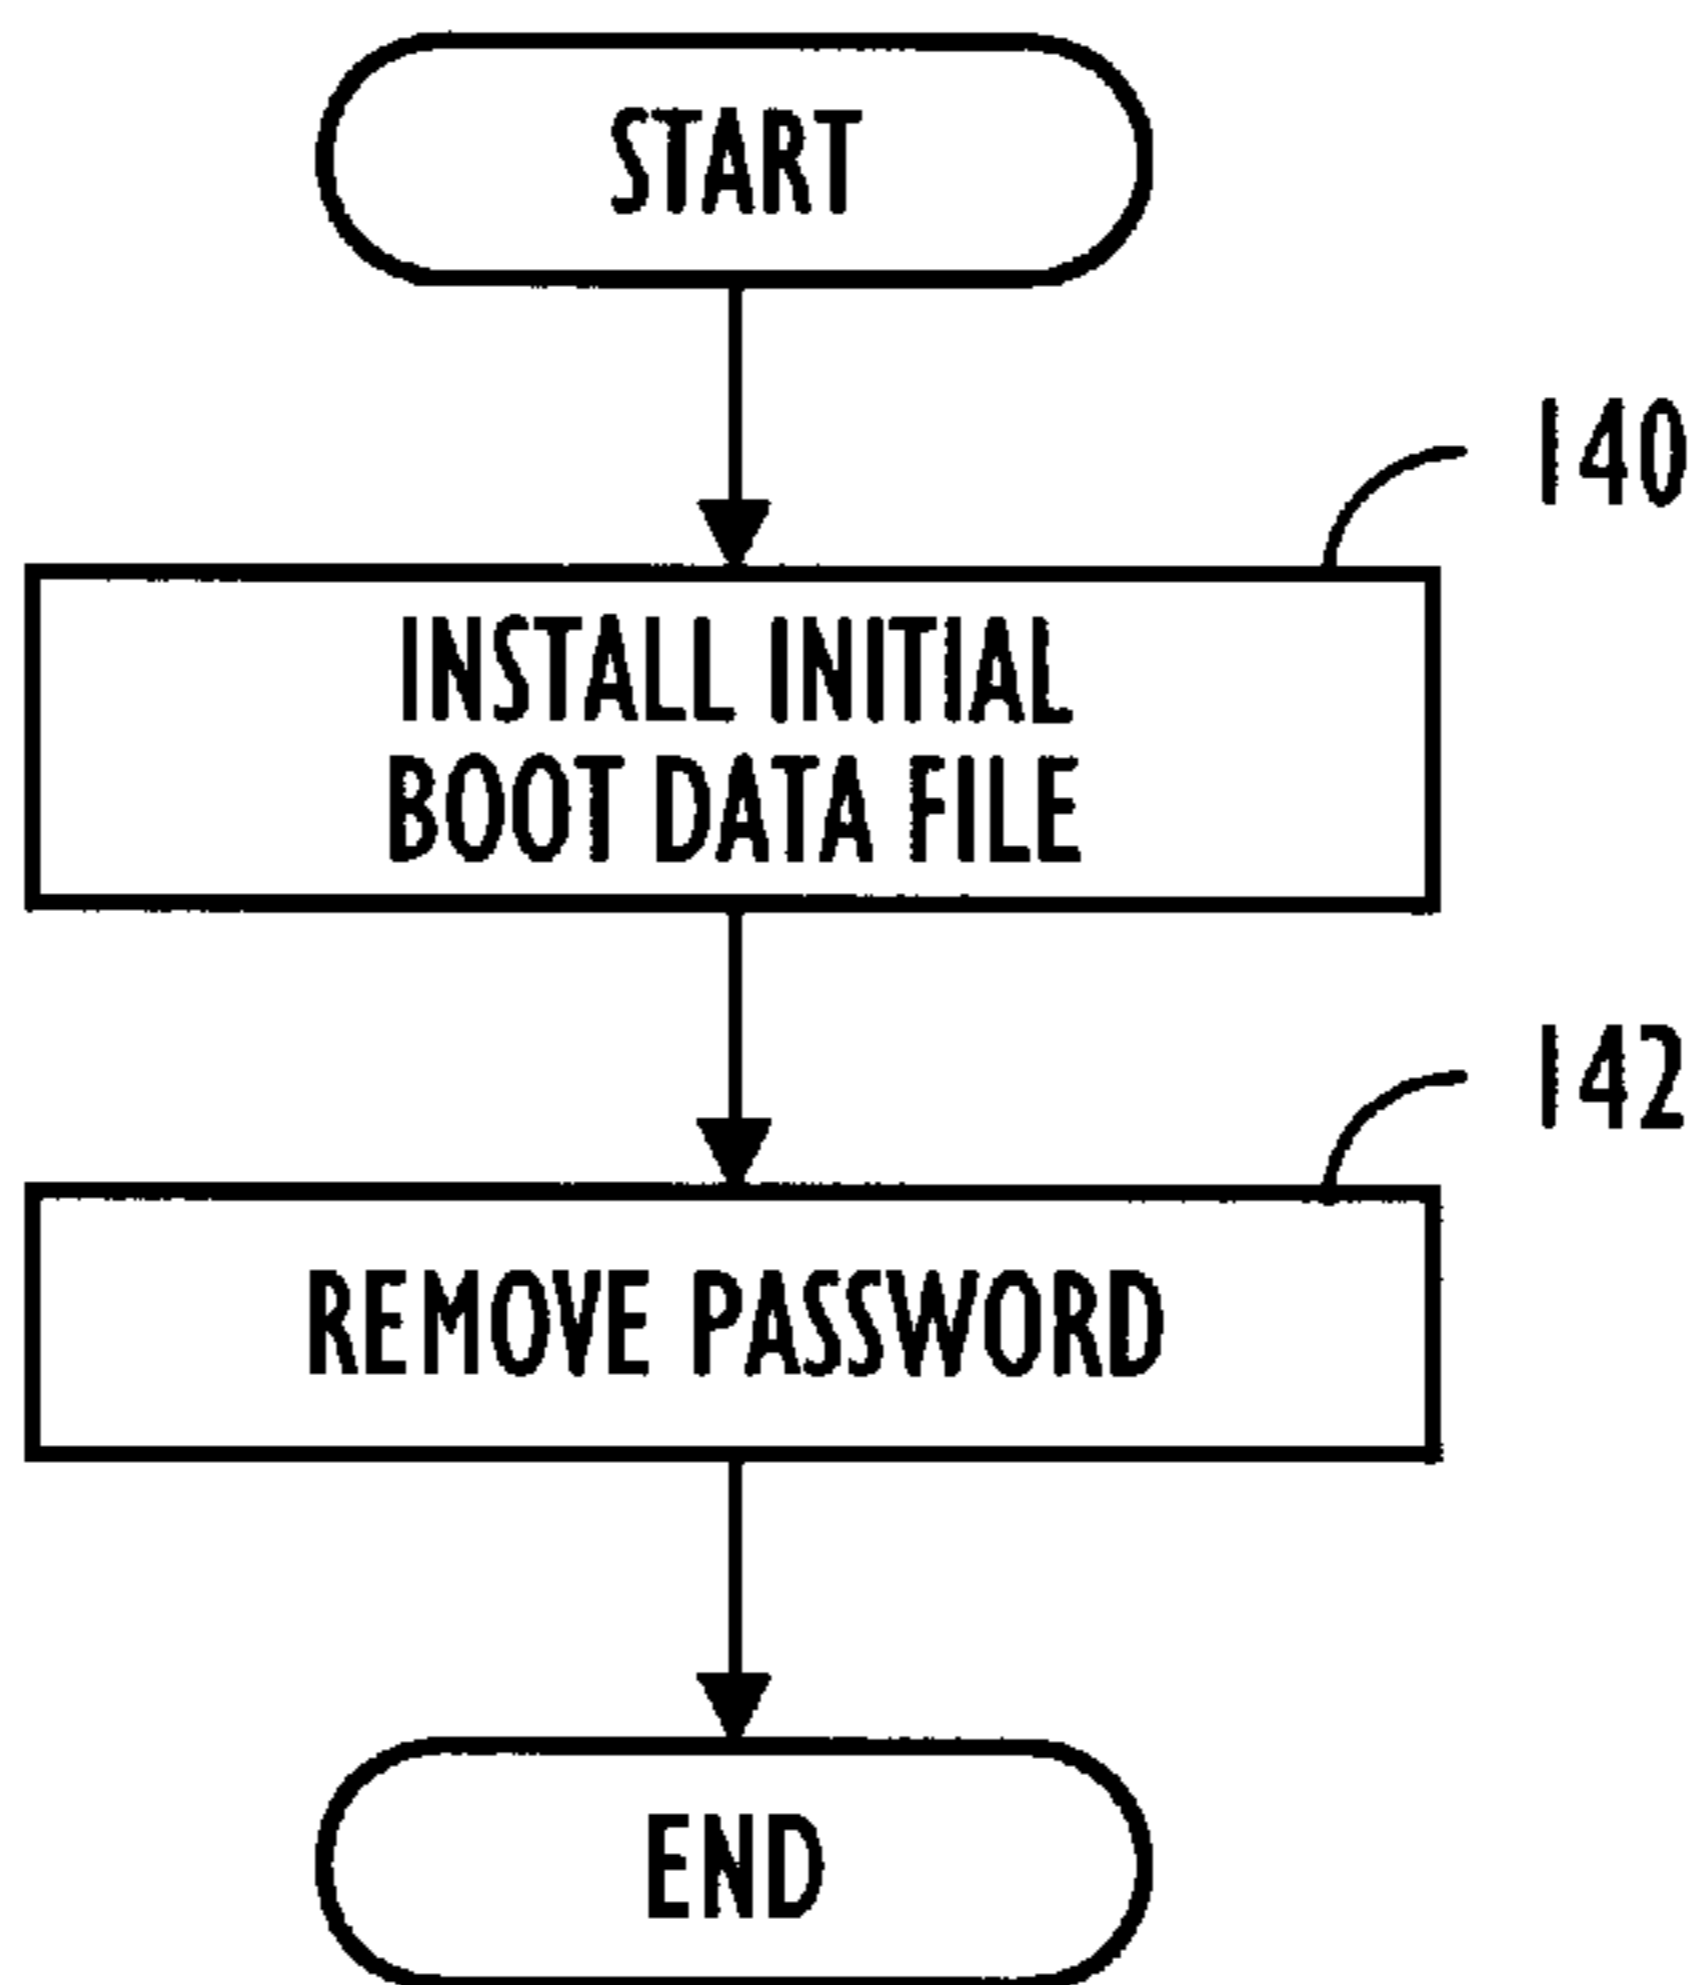 START
140
INSTALL INITIAL
BOOT DATA FILE
142
REMOVE PASSWORD
END